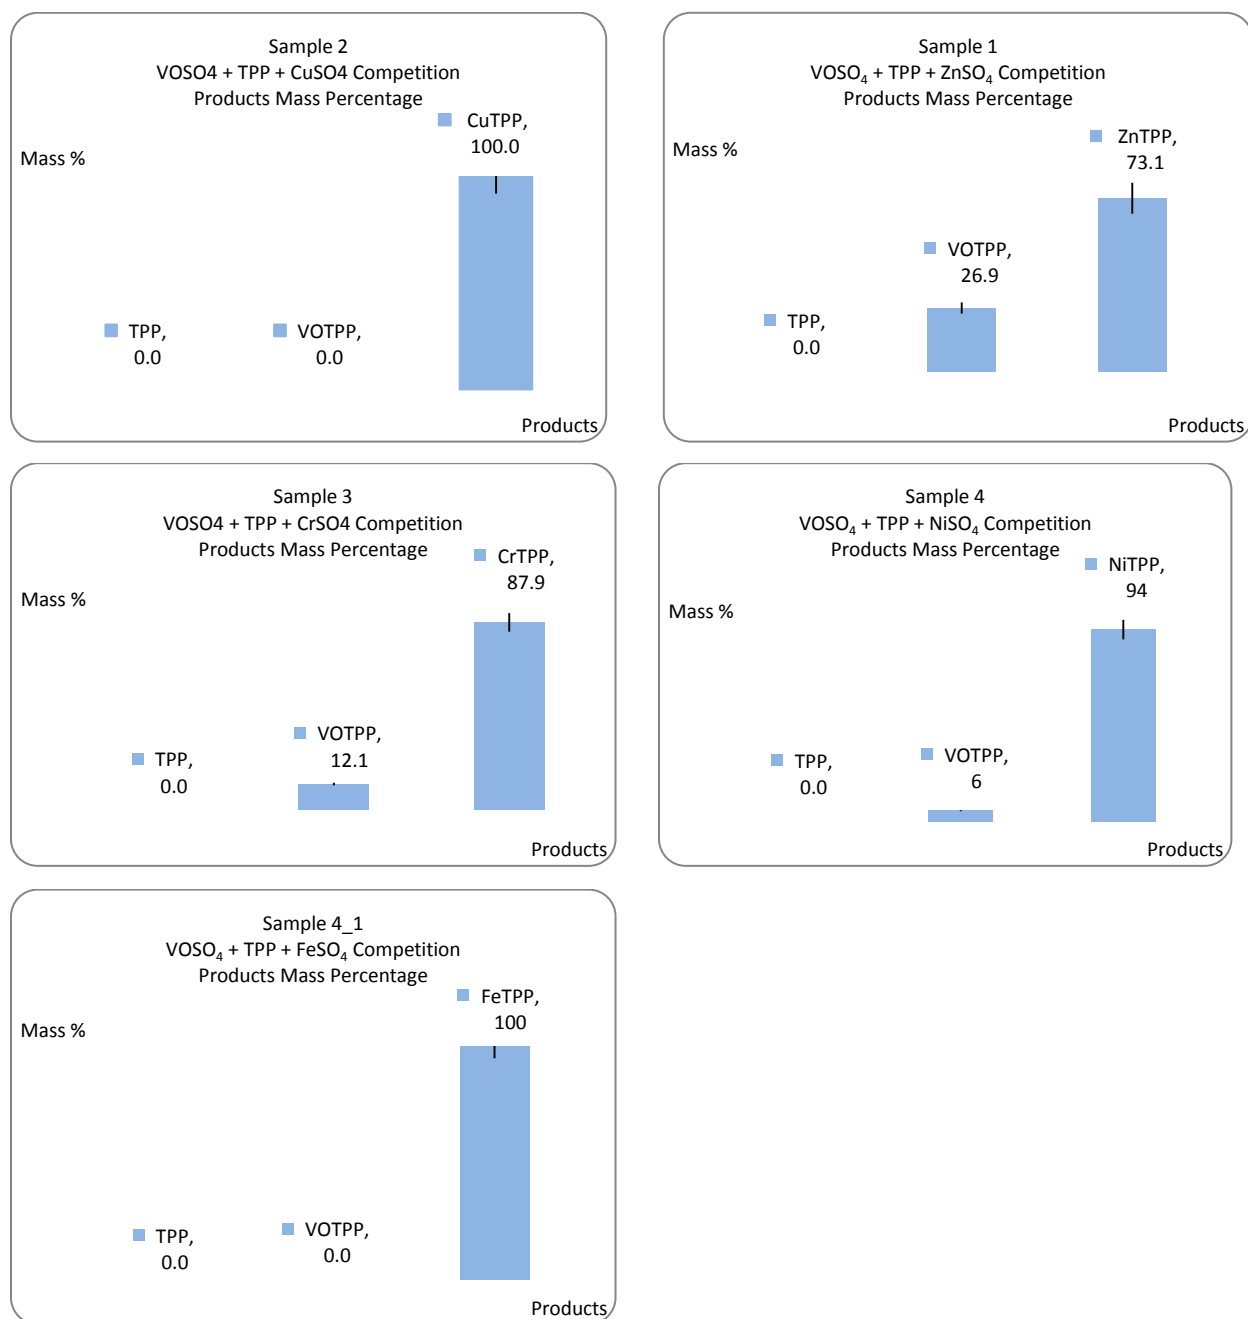 Sample 2
VOSO4 + TPP + CuSO4 Competition
Products Mass Percentage
Mass %
CuTPP,
100.0
TPP,
0.0
VOTPP,
0.0
Products
Sample 1
VOSO₄ + TPP + ZnSO₄ Competition
Products Mass Percentage
Mass %
ZnTPP,
73.1
VOTPP,
26.9
TPP,
0.0
Products
Sample 3
VOSO4 + TPP + CrSO4 Competition
Products Mass Percentage
Mass %
CrTPP,
87.9
VOTPP,
12.1
TPP,
0.0
Products
Sample 4
VOSO₄ + TPP + NiSO₄ Competition
Products Mass Percentage
Mass %
NiTPP,
94
VOTPP,
6
TPP,
0.0
Products
Sample 4_1
VOSO₄ + TPP + FeSO₄ Competition
Products Mass Percentage
Mass %
FeTPP,
100
TPP,
0.0
VOTPP,
0.0
Products